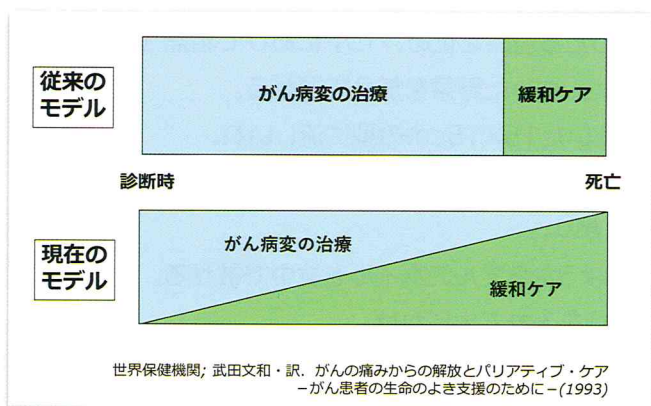 従来の
モデル
がん病変の治療
緩和ケア
診断時
死亡
現在の
モデル
がん病変の治療
緩和ケア
世界保健機関; 武田文和・訳. がんの痛みからの解放とパリアティブ・ケア
－がん患者の生命のよき支援のために－(1993)